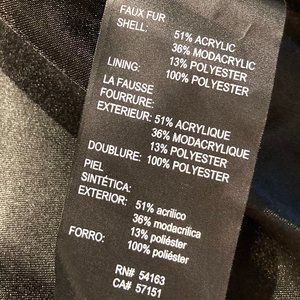 FAUX FUR
SHELL: 51% ACRYLIC
36% MODACRYLIC
13% POLYESTER
LINING: 100% POLYESTER
LA FAUSSE
FOURRURE:
EXTERIEUR: 51% ACRYLIQUE
36% MODACRYLIQUE
13% POLYESTER
DOUBLURE: 100% POLYESTER
PIEL
SINTÉTICA:
EXTERIOR: 51% acrilico
36% modacrílica
13% poliéster
FORRO: 100% poliéster
RN# 54163
CA# 57151